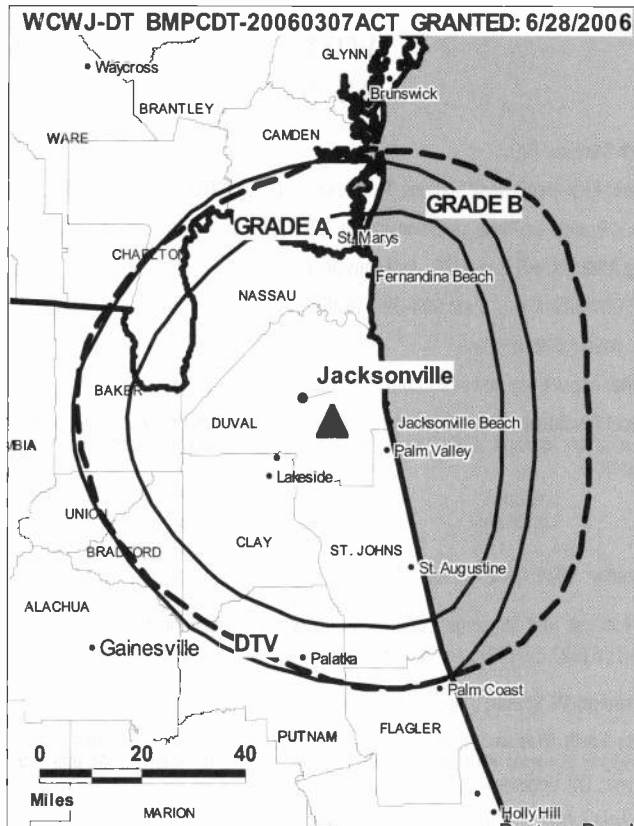 WCWJ-DT BMPCDT-20060307ACT GRANTED: 6/28/2006
GLYNN
Waycross
Brunswick
BRANTLEY
WARE
CAMDEN
GRADE A
GRADE B
St. Marys
CHARLTON
Fernandina Beach
NASSAU
Jacksonville
BAKER
DUVAL
Jacksonville Beach
MBIA
Palm Valley
Lakeside
UNION
CLAY
BRADFORD
ST. JOHNS
St. Augustine
ALACHUA
Gainesville
DTV
Palatka
Palm Coast
PUTNAM
FLAGLER
0 20 40
Miles
MARION
Holly Hill